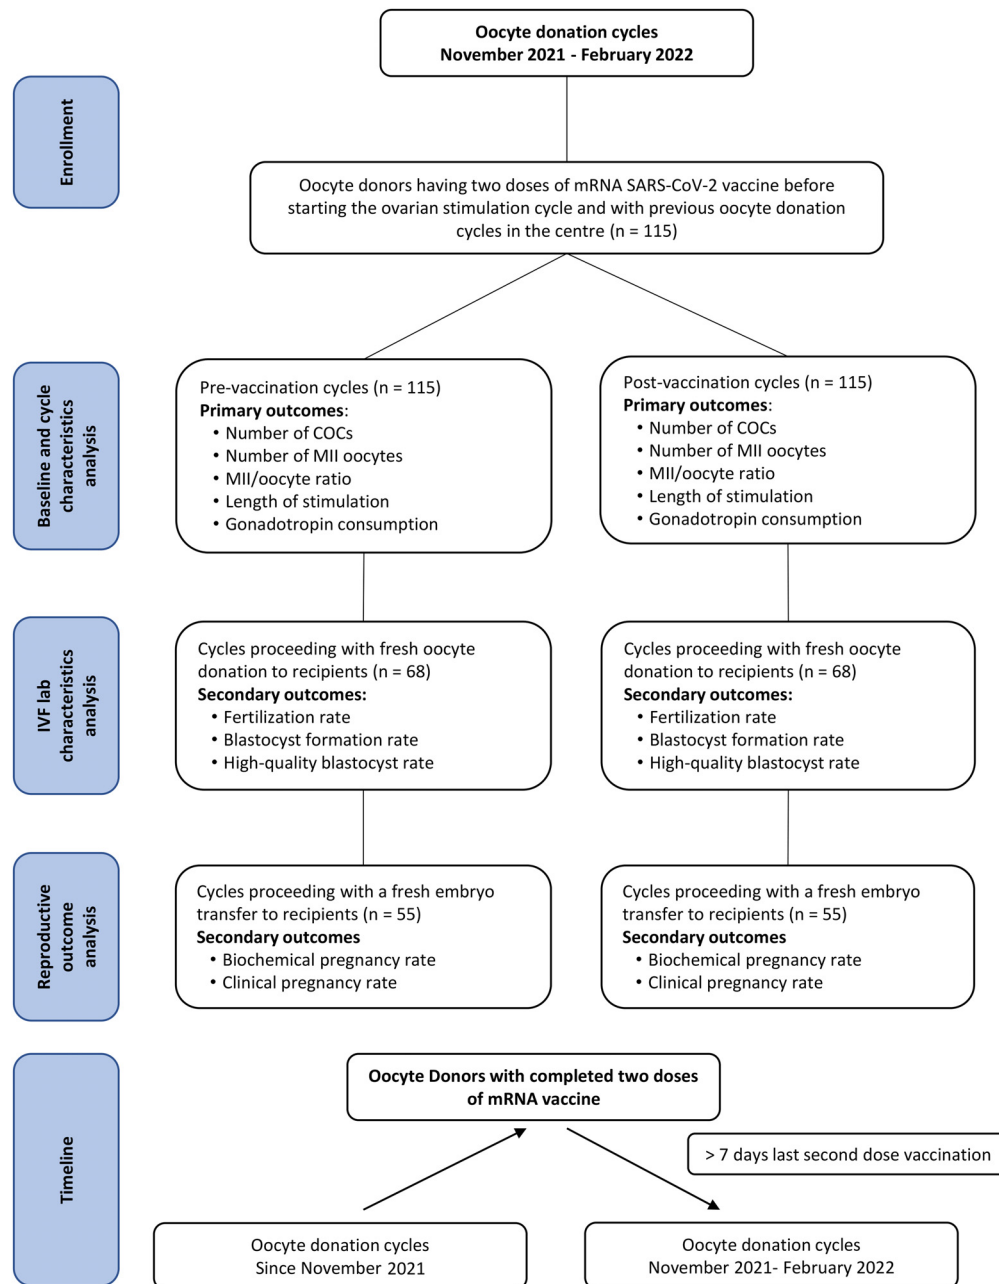 Oocyte donation cycles
November 2021 - February 2022
Enrollment
Oocyte donors having two doses of mRNA SARS-CoV-2 vaccine before
starting the ovarian stimulation cycle and with previous oocyte donation
cycles in the centre (n = 115)
Baseline and cycle
characteristics
analysis
Pre-vaccination cycles (n = 115)
Primary outcomes:
• Number of COCs
• Number of MII oocytes
• MII/oocyte ratio
• Length of stimulation
• Gonadotropin consumption
Post-vaccination cycles (n = 115)
Primary outcomes:
• Number of COCs
• Number of MII oocytes
• MII/oocyte ratio
• Length of stimulation
• Gonadotropin consumption
IVF lab
characteristics
analysis
Cycles proceeding with fresh oocyte
donation to recipients (n = 68)
Secondary outcomes:
• Fertilization rate
• Blastocyst formation rate
• High-quality blastocyst rate
Cycles proceeding with fresh oocyte
donation to recipients (n = 68)
Secondary outcomes:
• Fertilization rate
• Blastocyst formation rate
• High-quality blastocyst rate
Reproductive
outcome
analysis
Cycles proceeding with a fresh embryo
transfer to recipients (n = 55)
Secondary outcomes
• Biochemical pregnancy rate
• Clinical pregnancy rate
Cycles proceeding with a fresh embryo
transfer to recipients (n = 55)
Secondary outcomes
• Biochemical pregnancy rate
• Clinical pregnancy rate
Timeline
Oocyte Donors with completed two doses
of mRNA vaccine
> 7 days last second dose vaccination
Oocyte donation cycles
Since November 2021
Oocyte donation cycles
November 2021- February 2022